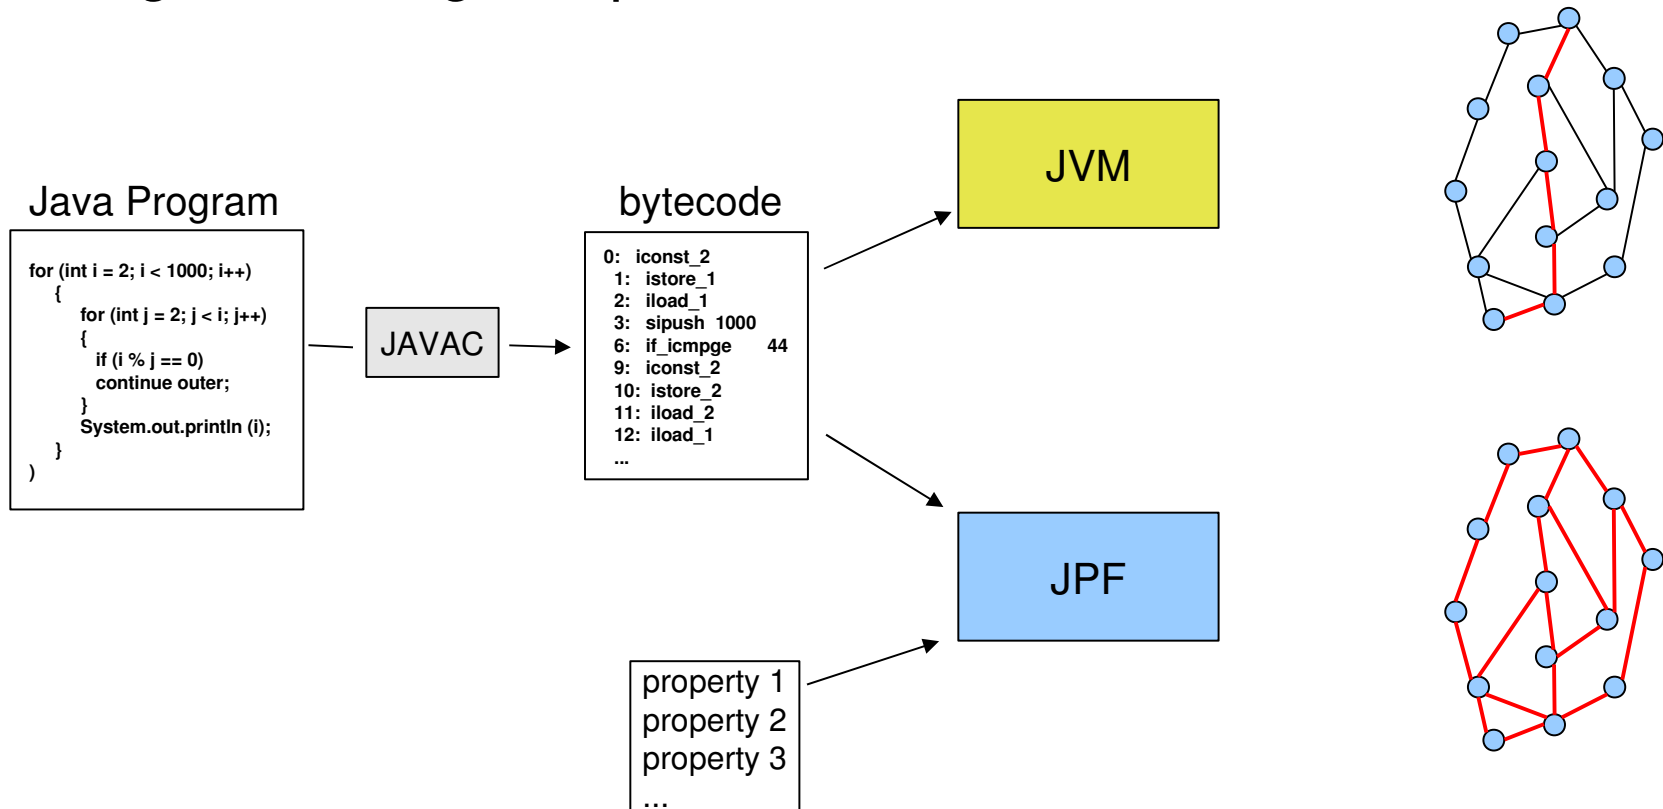 Java Program
for (int i = 2; i < 1000; i++)
{
for (int j = 2; j < i; j++)
{
if (i % j == 0)
continue outer;
}
System.out.println (i);
}
)
JAVAC
bytecode
0: iconst_2
1: istore_1
2: iload_1
3: sipush 1000
6: if_icmpge 44
9: iconst_2
10: istore_2
11: iload_2
12: iload_1
...
JVM
JPF
property 1
property 2
property 3
...